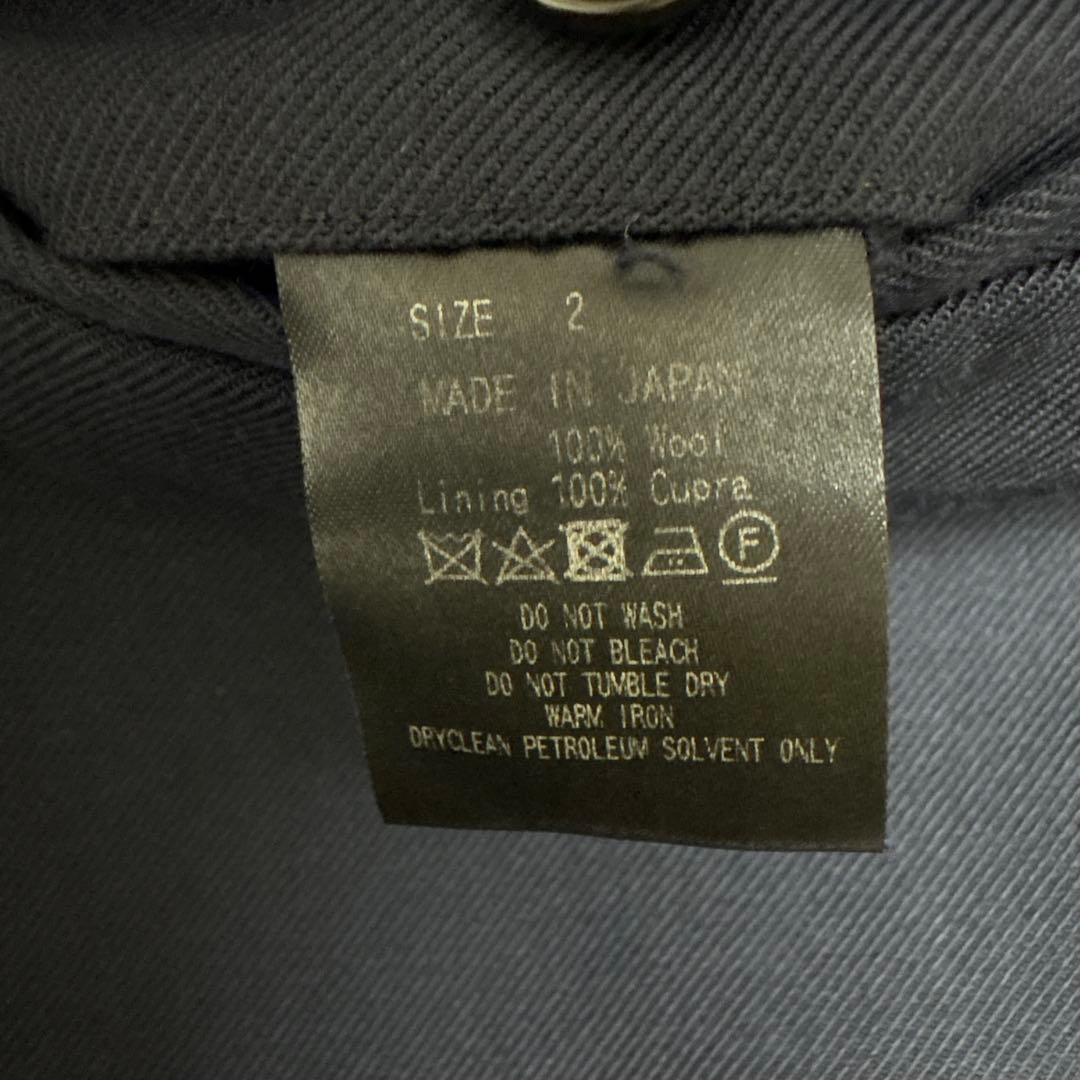 SIZE 2
MADE IN JAPAN
100% Wool
Lining 100% Cupra
F
DO NOT WASH
DO NOT BLEACH
DO NOT TUMBLE DRY
WARM IRON
DRYCLEAN PETROLEUM SOLVENT ONLY